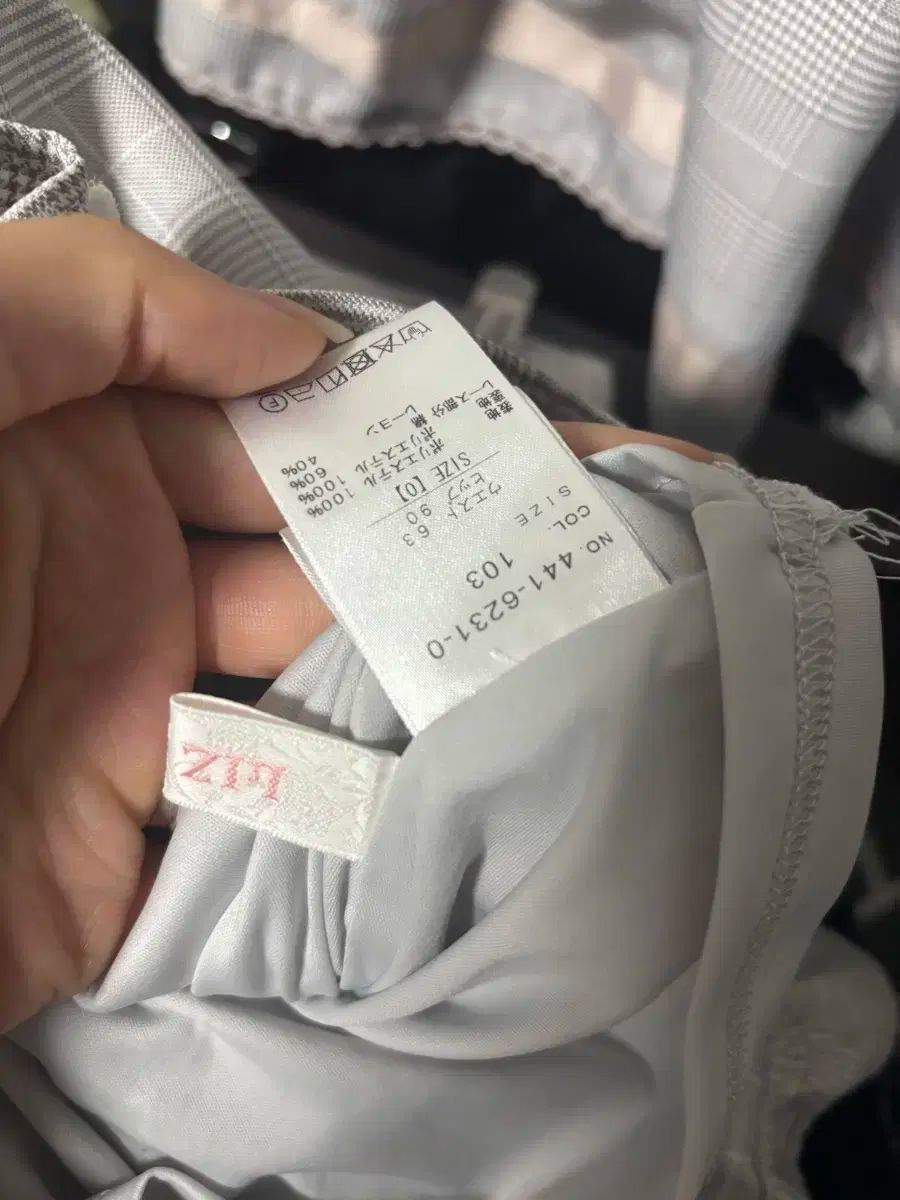 NO. 441-6231-0
COL. 103
SIZE
ウエスト 63
ヒップ 90
SIZE [0]
表地 ポリエステル 100%
裏地 ポリエステル 100%
レース部分 綿 60%
レーヨン 40%
F
LIZ